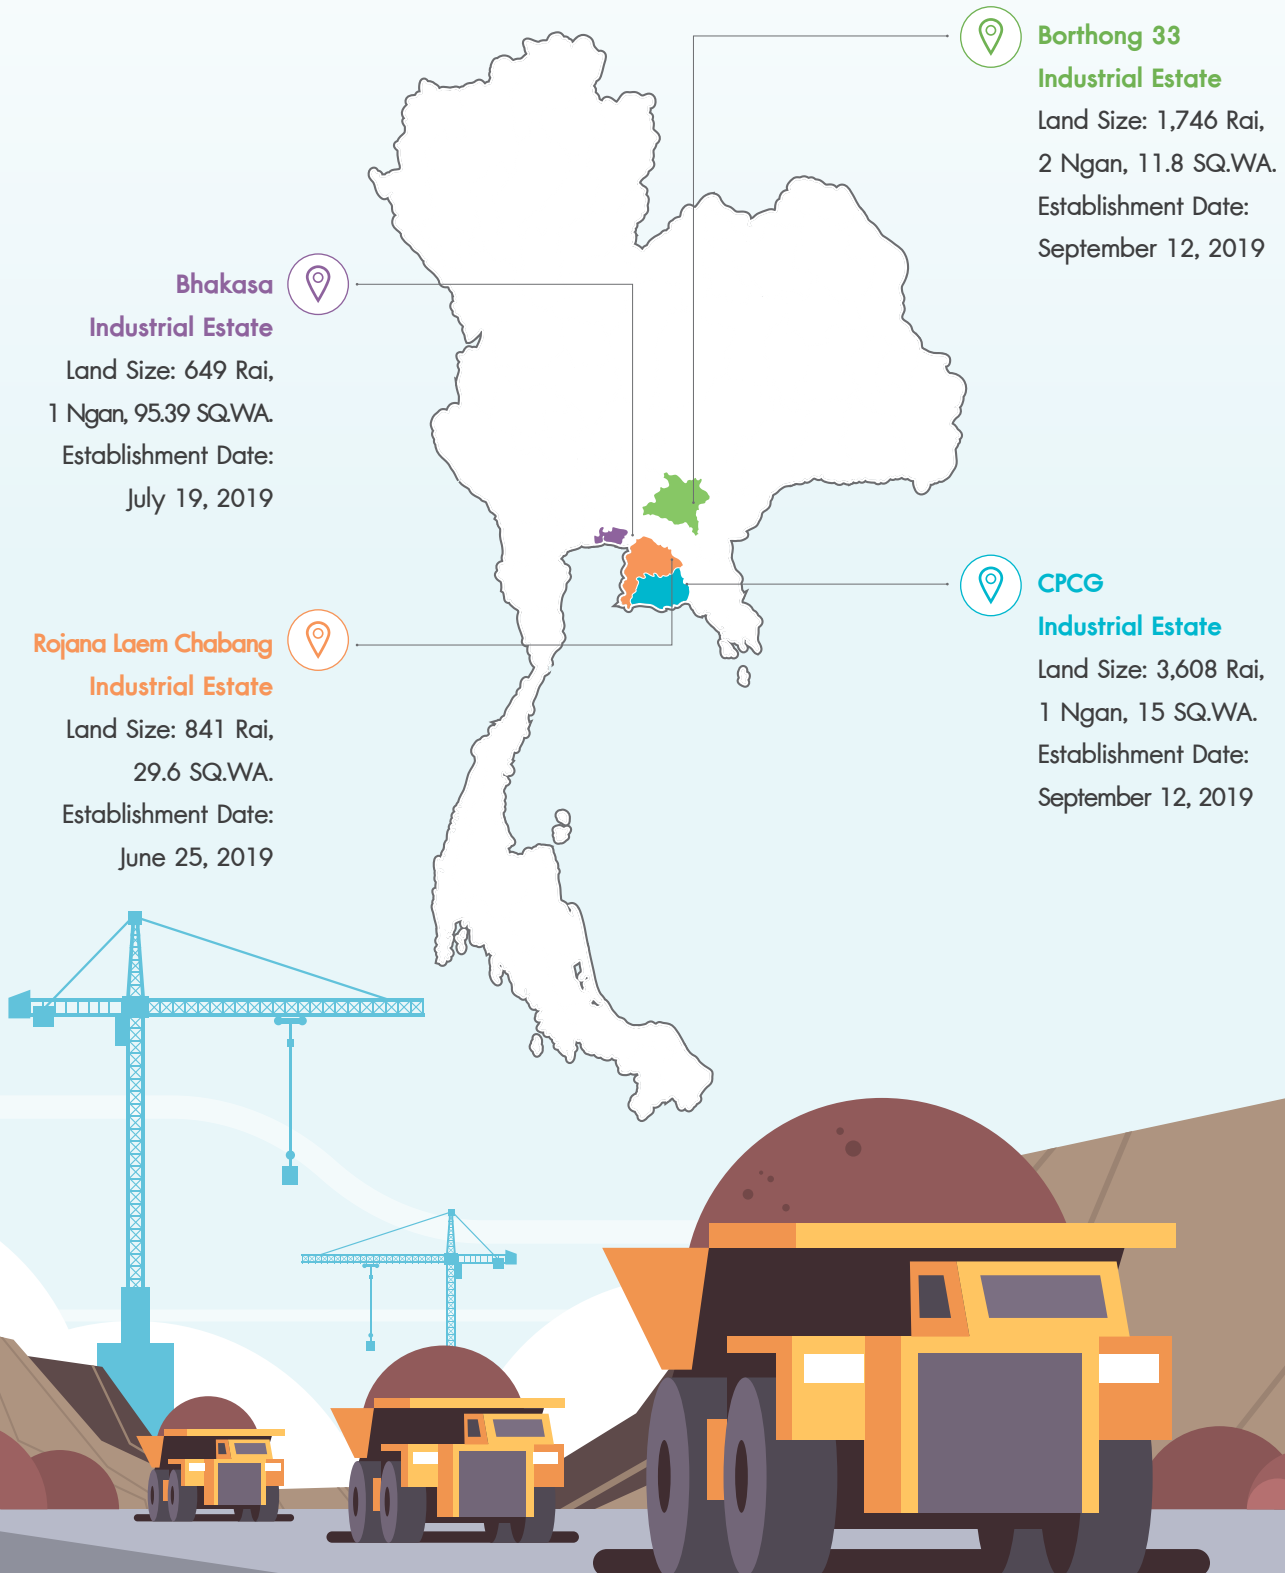 Borthong 33
Industrial Estate
Land Size: 1,746 Rai,
2 Ngan, 11.8 SQ.WA.
Establishment Date:
September 12, 2019
Bhakasa
Industrial Estate
Land Size: 649 Rai,
1 Ngan, 95.39 SQ.WA.
Establishment Date:
July 19, 2019
CPCG
Industrial Estate
Land Size: 3,608 Rai,
1 Ngan, 15 SQ.WA.
Establishment Date:
September 12, 2019
Rojana Laem Chabang
Industrial Estate
Land Size: 841 Rai,
29.6 SQ.WA.
Establishment Date:
June 25, 2019